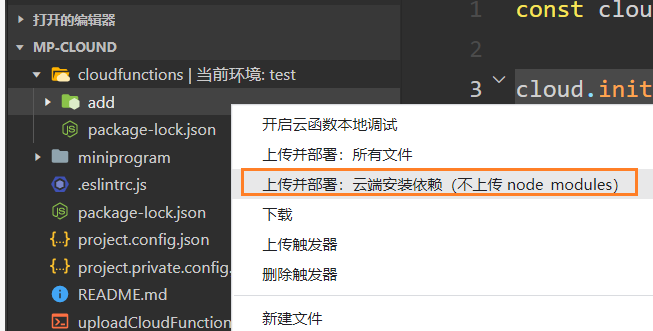 打开的编辑器
MP-CLOUND
cloudfunctions | 当前环境: test
add
package-lock.json
miniprogram
.eslintrc.js
package-lock.json
project.config.json
project.private.config.
README.md
uploadCloudFunction
1 const clou
2
3 cloud.init
开启云函数本地调试
上传并部署：所有文件
上传并部署：云端安装依赖（不上传 node_modules）
下载
上传触发器
删除触发器
新建文件